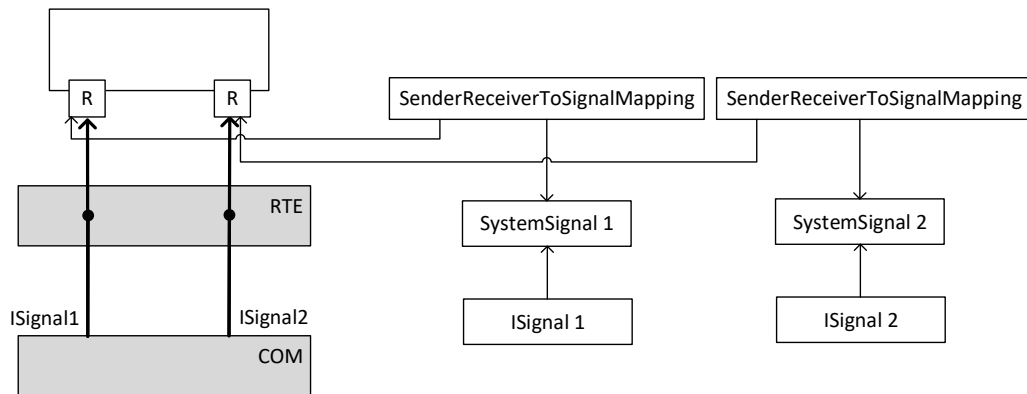 R
R
SenderReceiverToSignalMapping
SenderReceiverToSignalMapping
RTE
SystemSignal 1
SystemSignal 2
ISignal1
ISignal2
ISignal 1
ISignal 2
COM